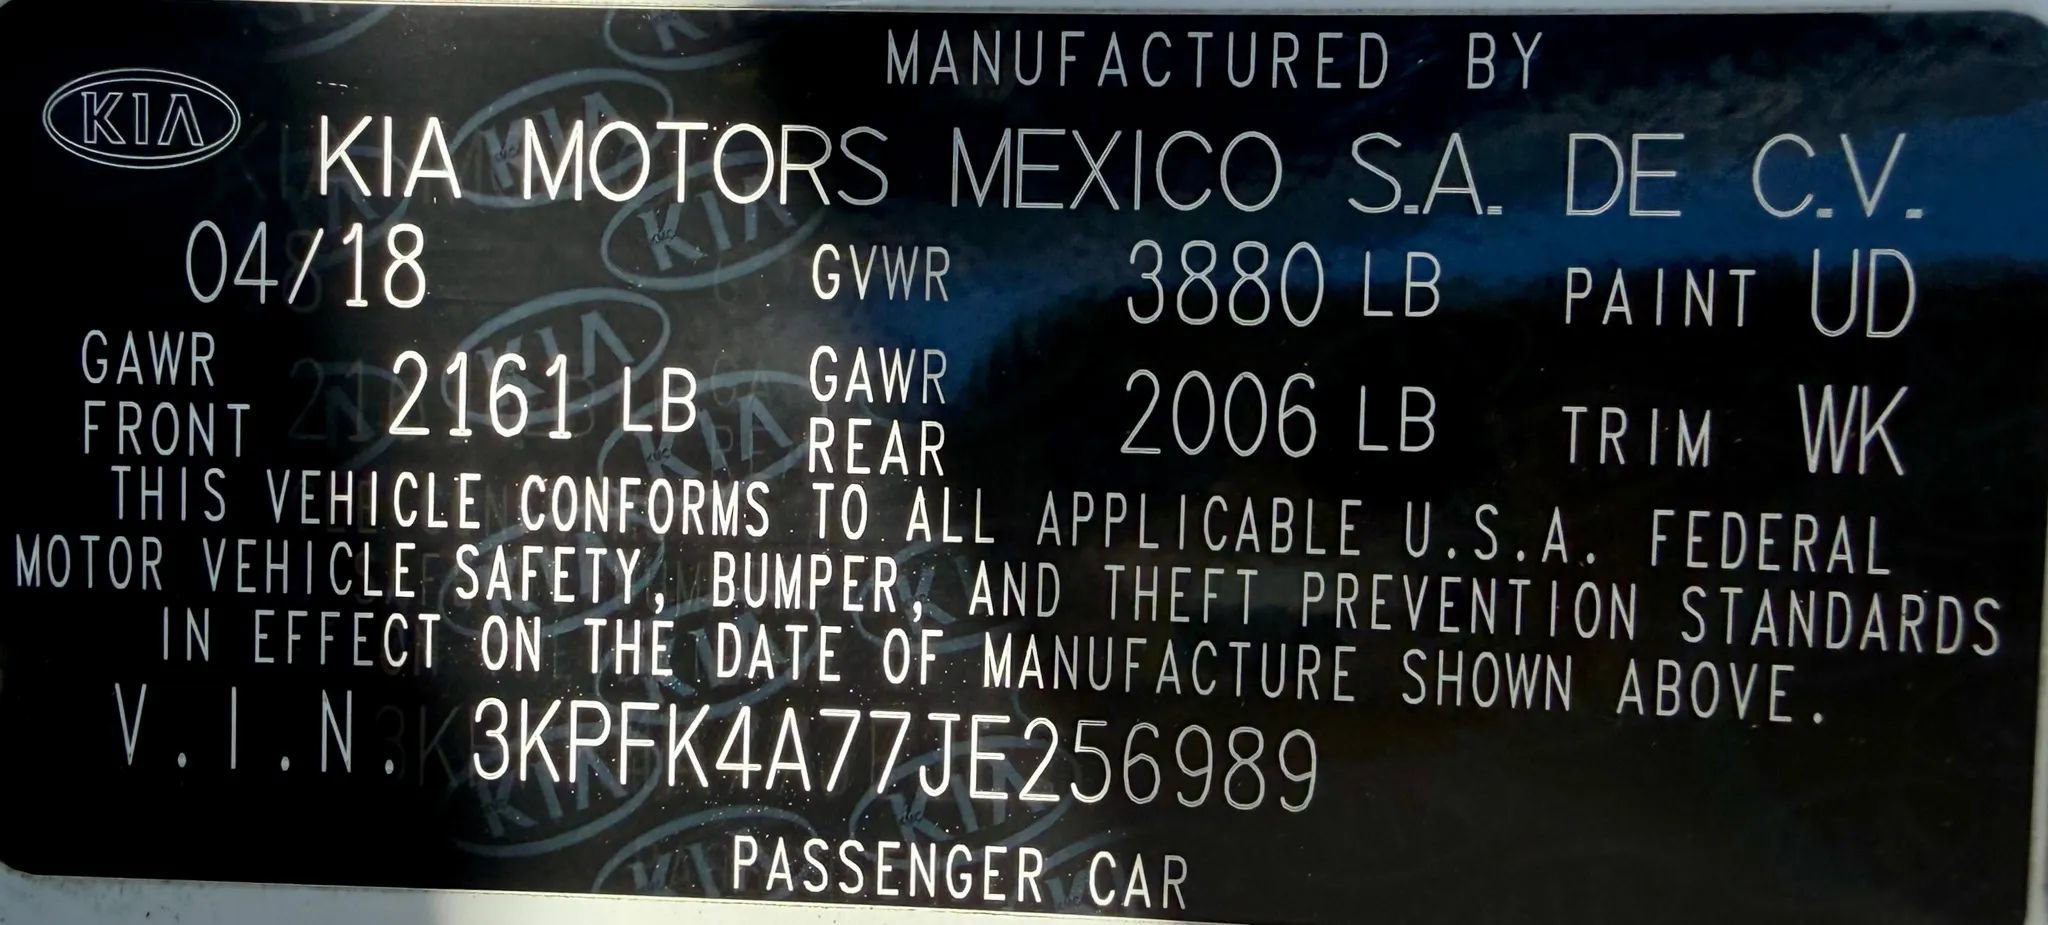 MANUFACTURED BY
KIA
KIA MOTORS MEXICO S.A. DE C.V.
04/18 GVWR 3880 LB PAINT UD
GAWR FRONT 2161 LB GAWR REAR 2006 LB TRIM WK
THIS VEHICLE CONFORMS TO ALL APPLICABLE U.S.A. FEDERAL
MOTOR VEHICLE SAFETY, BUMPER, AND THEFT PREVENTION STANDARDS
IN EFFECT ON THE DATE OF MANUFACTURE SHOWN ABOVE.
V.I.N. 3KPFK4A77JE256989
PASSENGER CAR